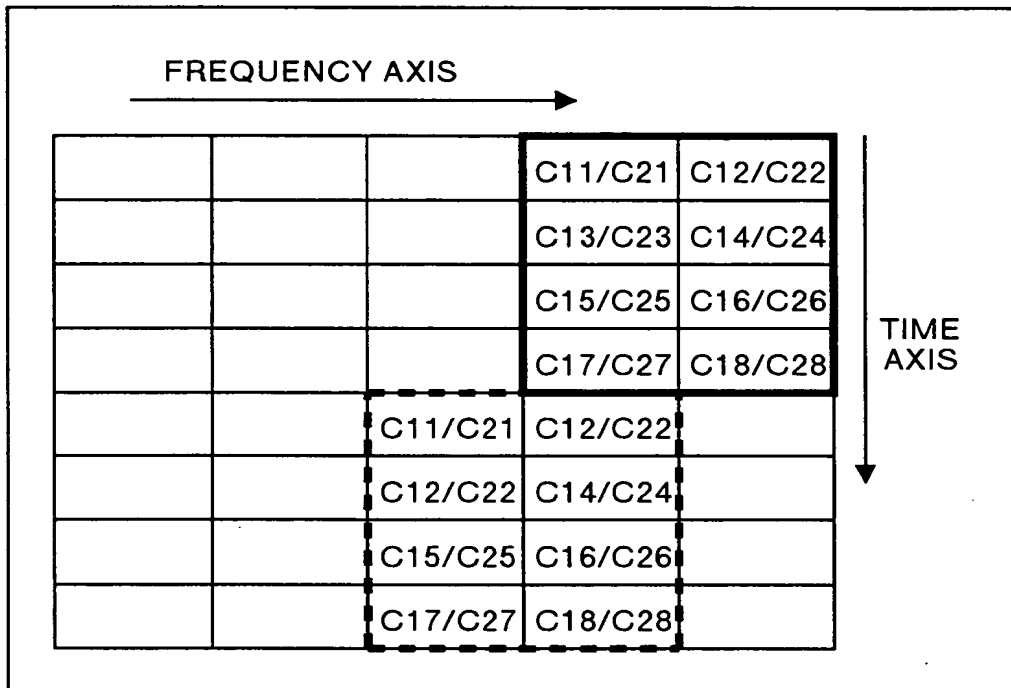 FREQUENCY AXIS
C11/C21 C12/C22
C13/C23 C14/C24
C15/C25 C16/C26
C17/C27 C18/C28
TIME
AXIS
C11/C21 C12/C22
C12/C22 C14/C24
C15/C25 C16/C26
C17/C27 C18/C28